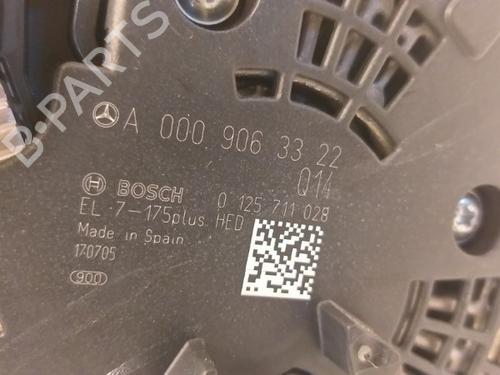 B-PARTS
A 000 906 33 22
Q14
BOSCH 0 125 711 028
EL-7-175plus HED
Made in Spain
170705
900